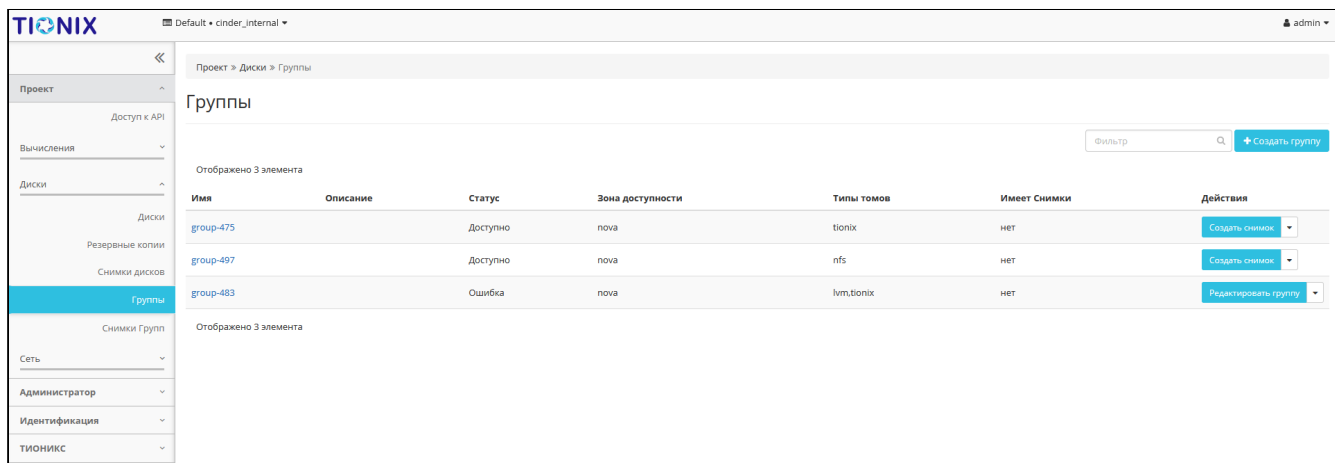 TIONIX
Default • cinder_internal
admin
Проект » Диски » Группы
Проект
Доступ к API
Вычисления
Диски
Диски
Резервные копии
Снимки дисков
Группы
Снимки Групп
Сеть
Администратор
Идентификация
ТИОНИКС
Группы
Фильтр
+ Создать группу
Отображено 3 элемента
Имя Описание Статус Зона доступности Типы томов Имеет Снимки Действия
group-475 Доступно nova tionix нет Создать снимок
group-497 Доступно nova nfs нет Создать снимок
group-483 Ошибка nova lvm,tionix нет Редактировать группу
Отображено 3 элемента